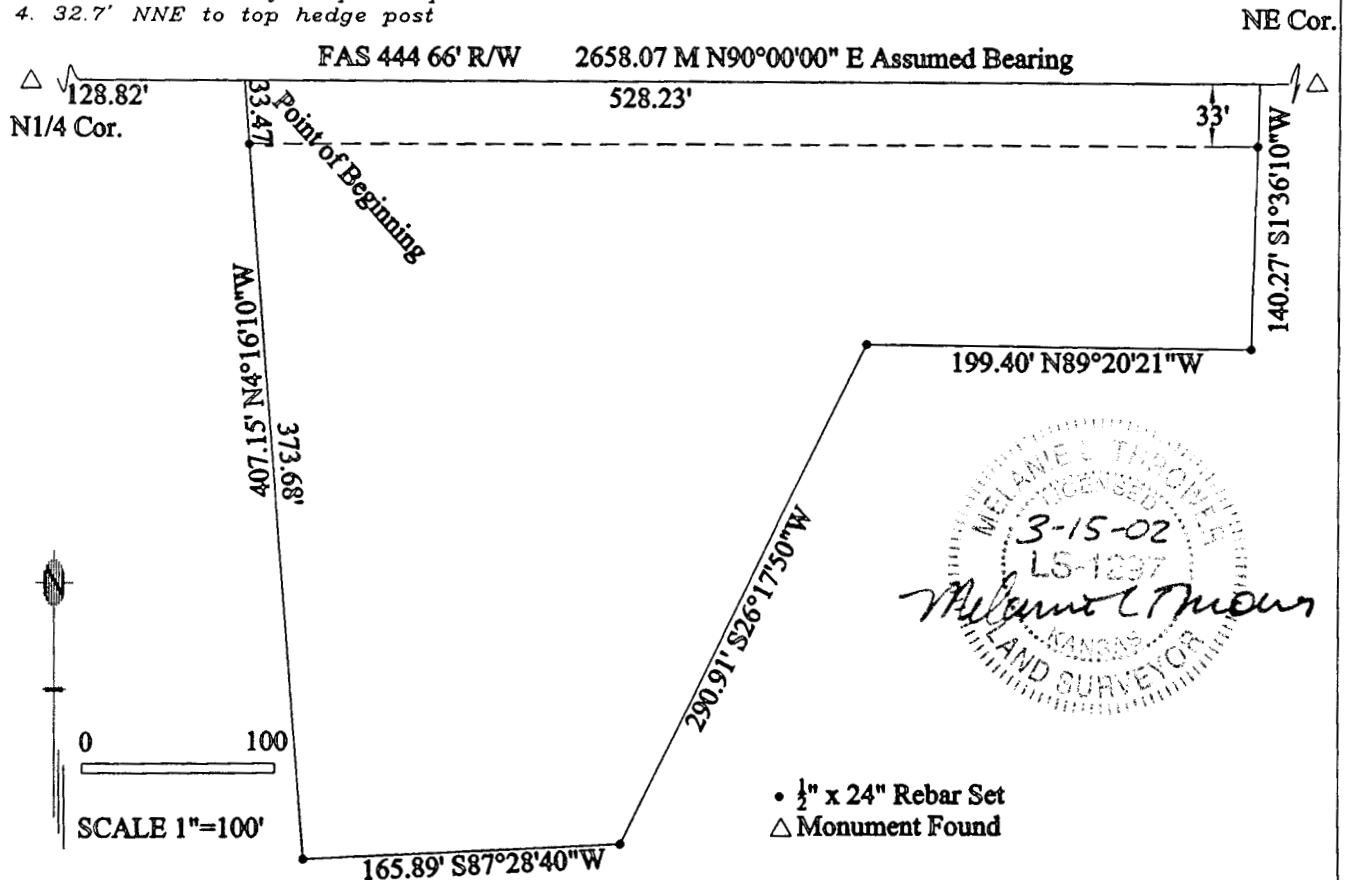 4. 32.7' NNE to top hedge post
NE Cor.
FAS 444 66' R/W 2658.07 M N90°00'00" E Assumed Bearing
128.82'
528.23'
33'
N1/4 Cor.
33.47
Point of Beginning
140.27' S1°36'10"W
407.15' N4°16'10"W
373.68'
199.40' N89°20'21"W
290.91' S26°17'50"W
MELANIE L THROWER
LICENSED
3-15-02
LS-1297
KANSAS
LAND SURVEYOR
N
0 100
SCALE 1"=100'
• ½" x 24" Rebar Set
△ Monument Found
165.89' S87°28'40"W